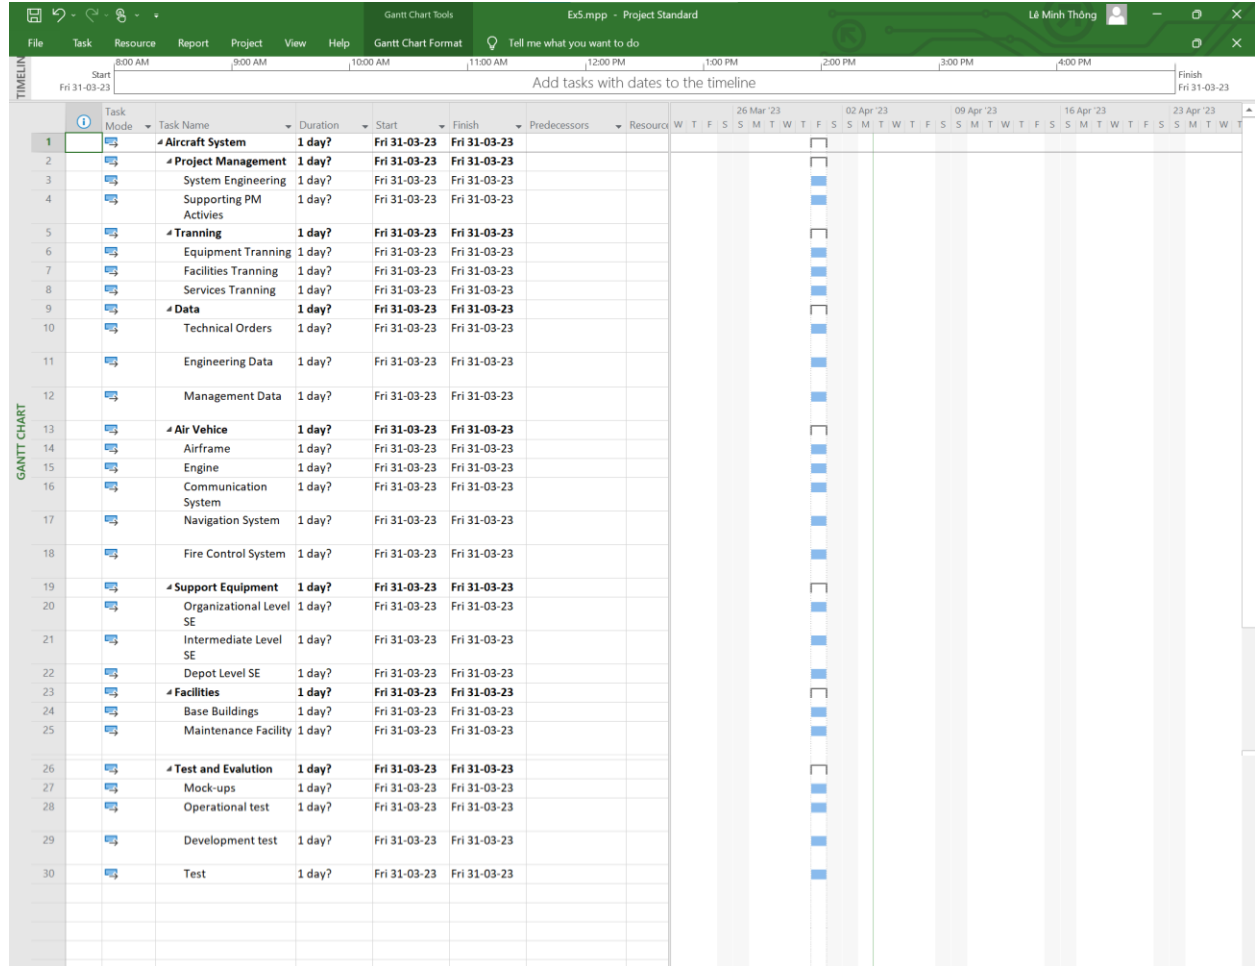 Gantt Chart Tools Ex5.mpp - Project Standard Lê Minh Thông
File Task Resource Report Project View Help Gantt Chart Format Tell me what you want to do
TIMELIN
8:00 AM 9:00 AM 10:00 AM 11:00 AM 12:00 PM 1:00 PM 2:00 PM 3:00 PM 4:00 PM
Start
Fri 31-03-23
Add tasks with dates to the timeline
Finish
Fri 31-03-23
GANTT CHART
Task Mode Task Name Duration Start Finish Predecessors Resourc
26 Mar '23 02 Apr '23 09 Apr '23 16 Apr '23 23 Apr '23
W T F S S M T W T F S S M T W T F S S M T W T F S S M T W T F S S M T W T
1 Aircraft System 1 day? Fri 31-03-23 Fri 31-03-23
2 Project Management 1 day? Fri 31-03-23 Fri 31-03-23
3 System Engineering 1 day? Fri 31-03-23 Fri 31-03-23
4 Supporting PM 1 day? Fri 31-03-23 Fri 31-03-23
Activies
5 Tranning 1 day? Fri 31-03-23 Fri 31-03-23
6 Equipment Tranning 1 day? Fri 31-03-23 Fri 31-03-23
7 Facilities Tranning 1 day? Fri 31-03-23 Fri 31-03-23
8 Services Tranning 1 day? Fri 31-03-23 Fri 31-03-23
9 Data 1 day? Fri 31-03-23 Fri 31-03-23
10 Technical Orders 1 day? Fri 31-03-23 Fri 31-03-23
11 Engineering Data 1 day? Fri 31-03-23 Fri 31-03-23
12 Management Data 1 day? Fri 31-03-23 Fri 31-03-23
13 Air Vehice 1 day? Fri 31-03-23 Fri 31-03-23
14 Airframe 1 day? Fri 31-03-23 Fri 31-03-23
15 Engine 1 day? Fri 31-03-23 Fri 31-03-23
16 Communication 1 day? Fri 31-03-23 Fri 31-03-23
System
17 Navigation System 1 day? Fri 31-03-23 Fri 31-03-23
18 Fire Control System 1 day? Fri 31-03-23 Fri 31-03-23
19 Support Equipment 1 day? Fri 31-03-23 Fri 31-03-23
20 Organizational Level 1 day? Fri 31-03-23 Fri 31-03-23
SE
21 Intermediate Level 1 day? Fri 31-03-23 Fri 31-03-23
SE
22 Depot Level SE 1 day? Fri 31-03-23 Fri 31-03-23
23 Facilities 1 day? Fri 31-03-23 Fri 31-03-23
24 Base Buildings 1 day? Fri 31-03-23 Fri 31-03-23
25 Maintenance Facility 1 day? Fri 31-03-23 Fri 31-03-23
26 Test and Evalution 1 day? Fri 31-03-23 Fri 31-03-23
27 Mock-ups 1 day? Fri 31-03-23 Fri 31-03-23
28 Operational test 1 day? Fri 31-03-23 Fri 31-03-23
29 Development test 1 day? Fri 31-03-23 Fri 31-03-23
30 Test 1 day? Fri 31-03-23 Fri 31-03-23